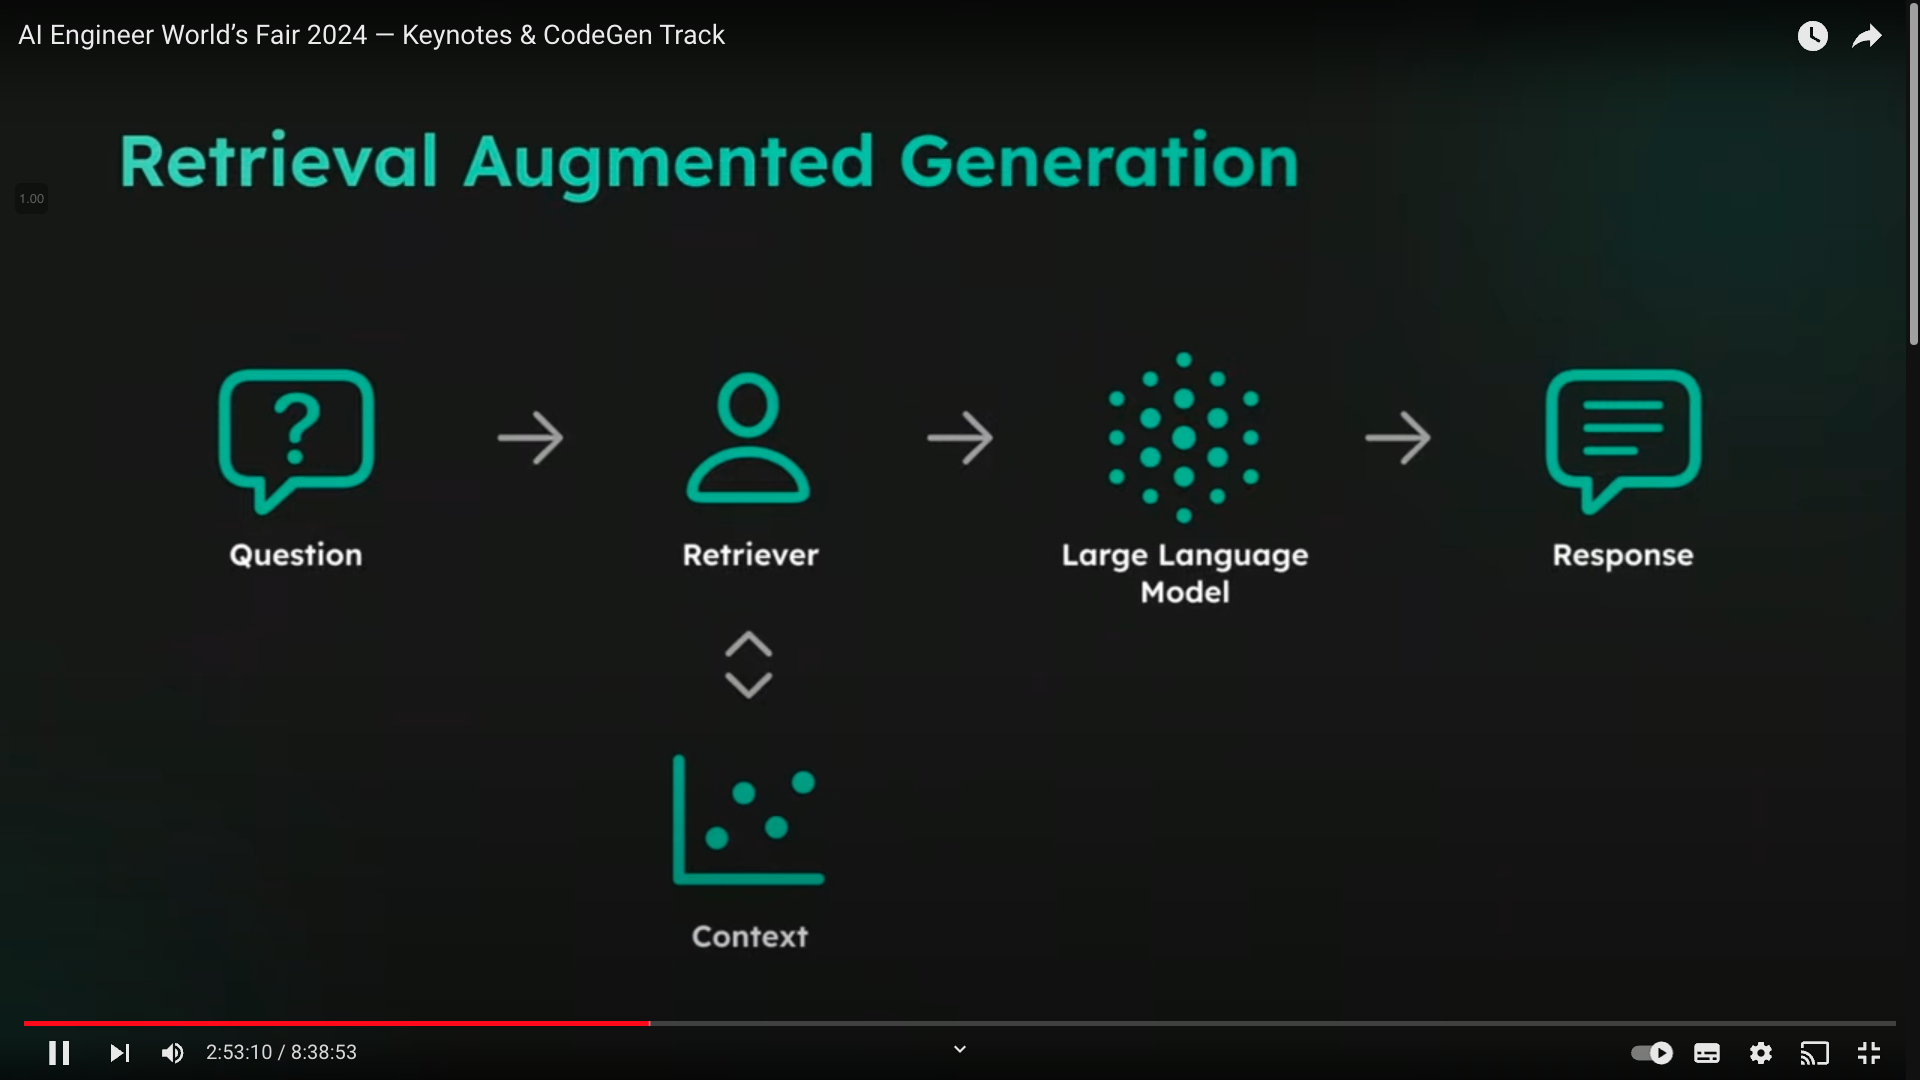 AI Engineer World’s Fair 2024 — Keynotes & CodeGen Track
Retrieval Augmented Generation
1.00
?
Question
Retriever
Large Language
Model
Response
Context
2:53:10 / 8:38:53